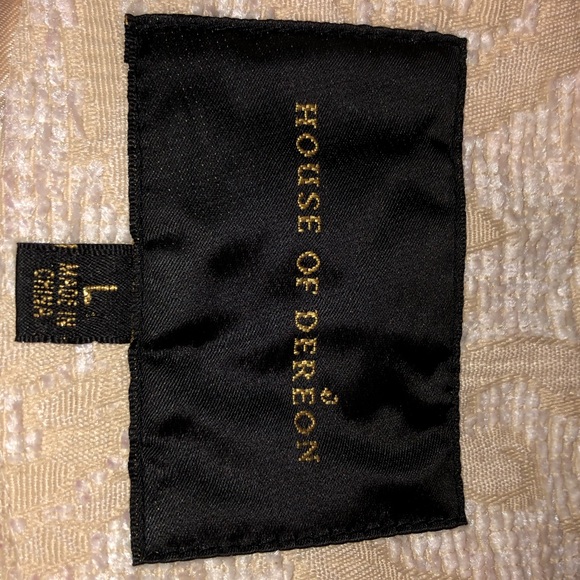 HOUSE OF DERÉON
L
MADE IN
CHINA